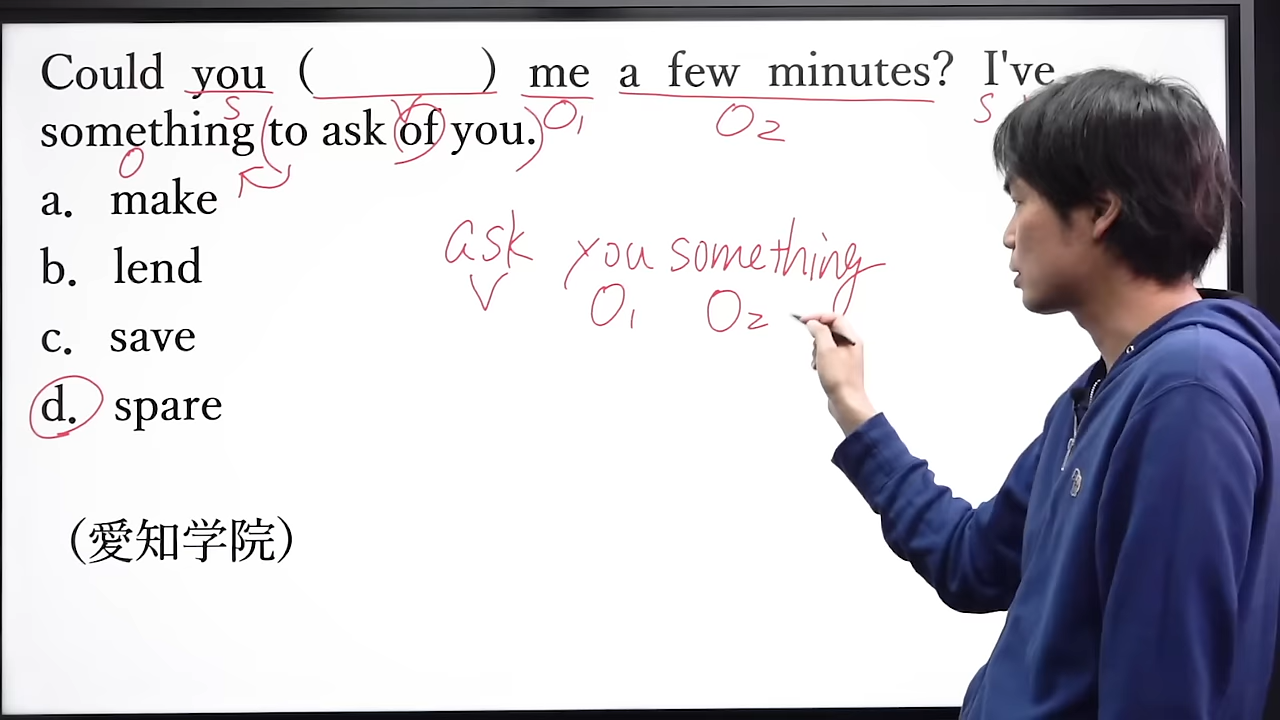 Could you ( ) me a few minutes? I've
S V O1 O2 S
something to ask of you.
O
a. make
b. lend
c. save
d. spare
ask you something
V O1 O2
(愛知学院)